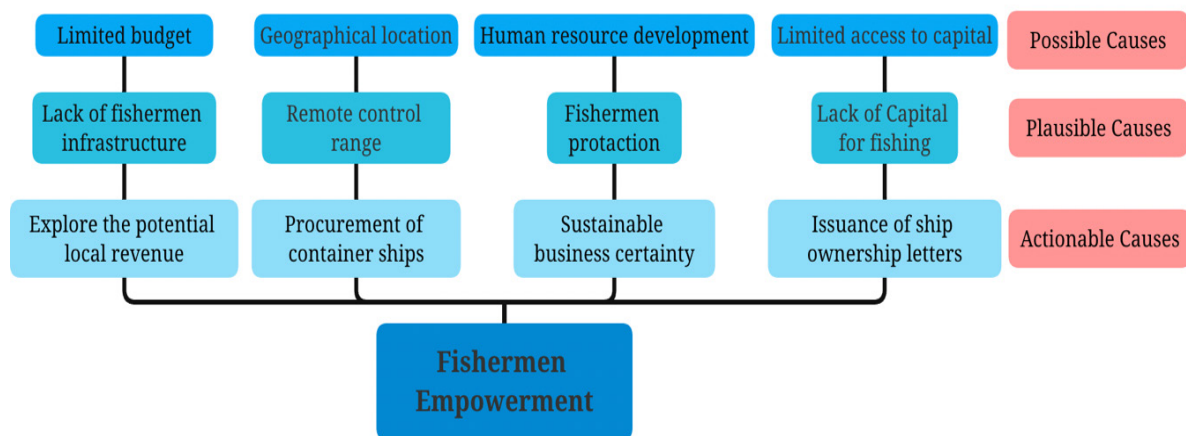 Limited budget
Geographical location
Human resource development
Limited access to capital
Possible Causes
Lack of fishermen
infrastructure
Remote control
range
Fishermen
protaction
Lack of Capital
for fishing
Plausible Causes
Explore the potential
local revenue
Procurement of
container ships
Sustainable
business certainty
Issuance of ship
ownership letters
Actionable Causes
Fishermen
Empowerment